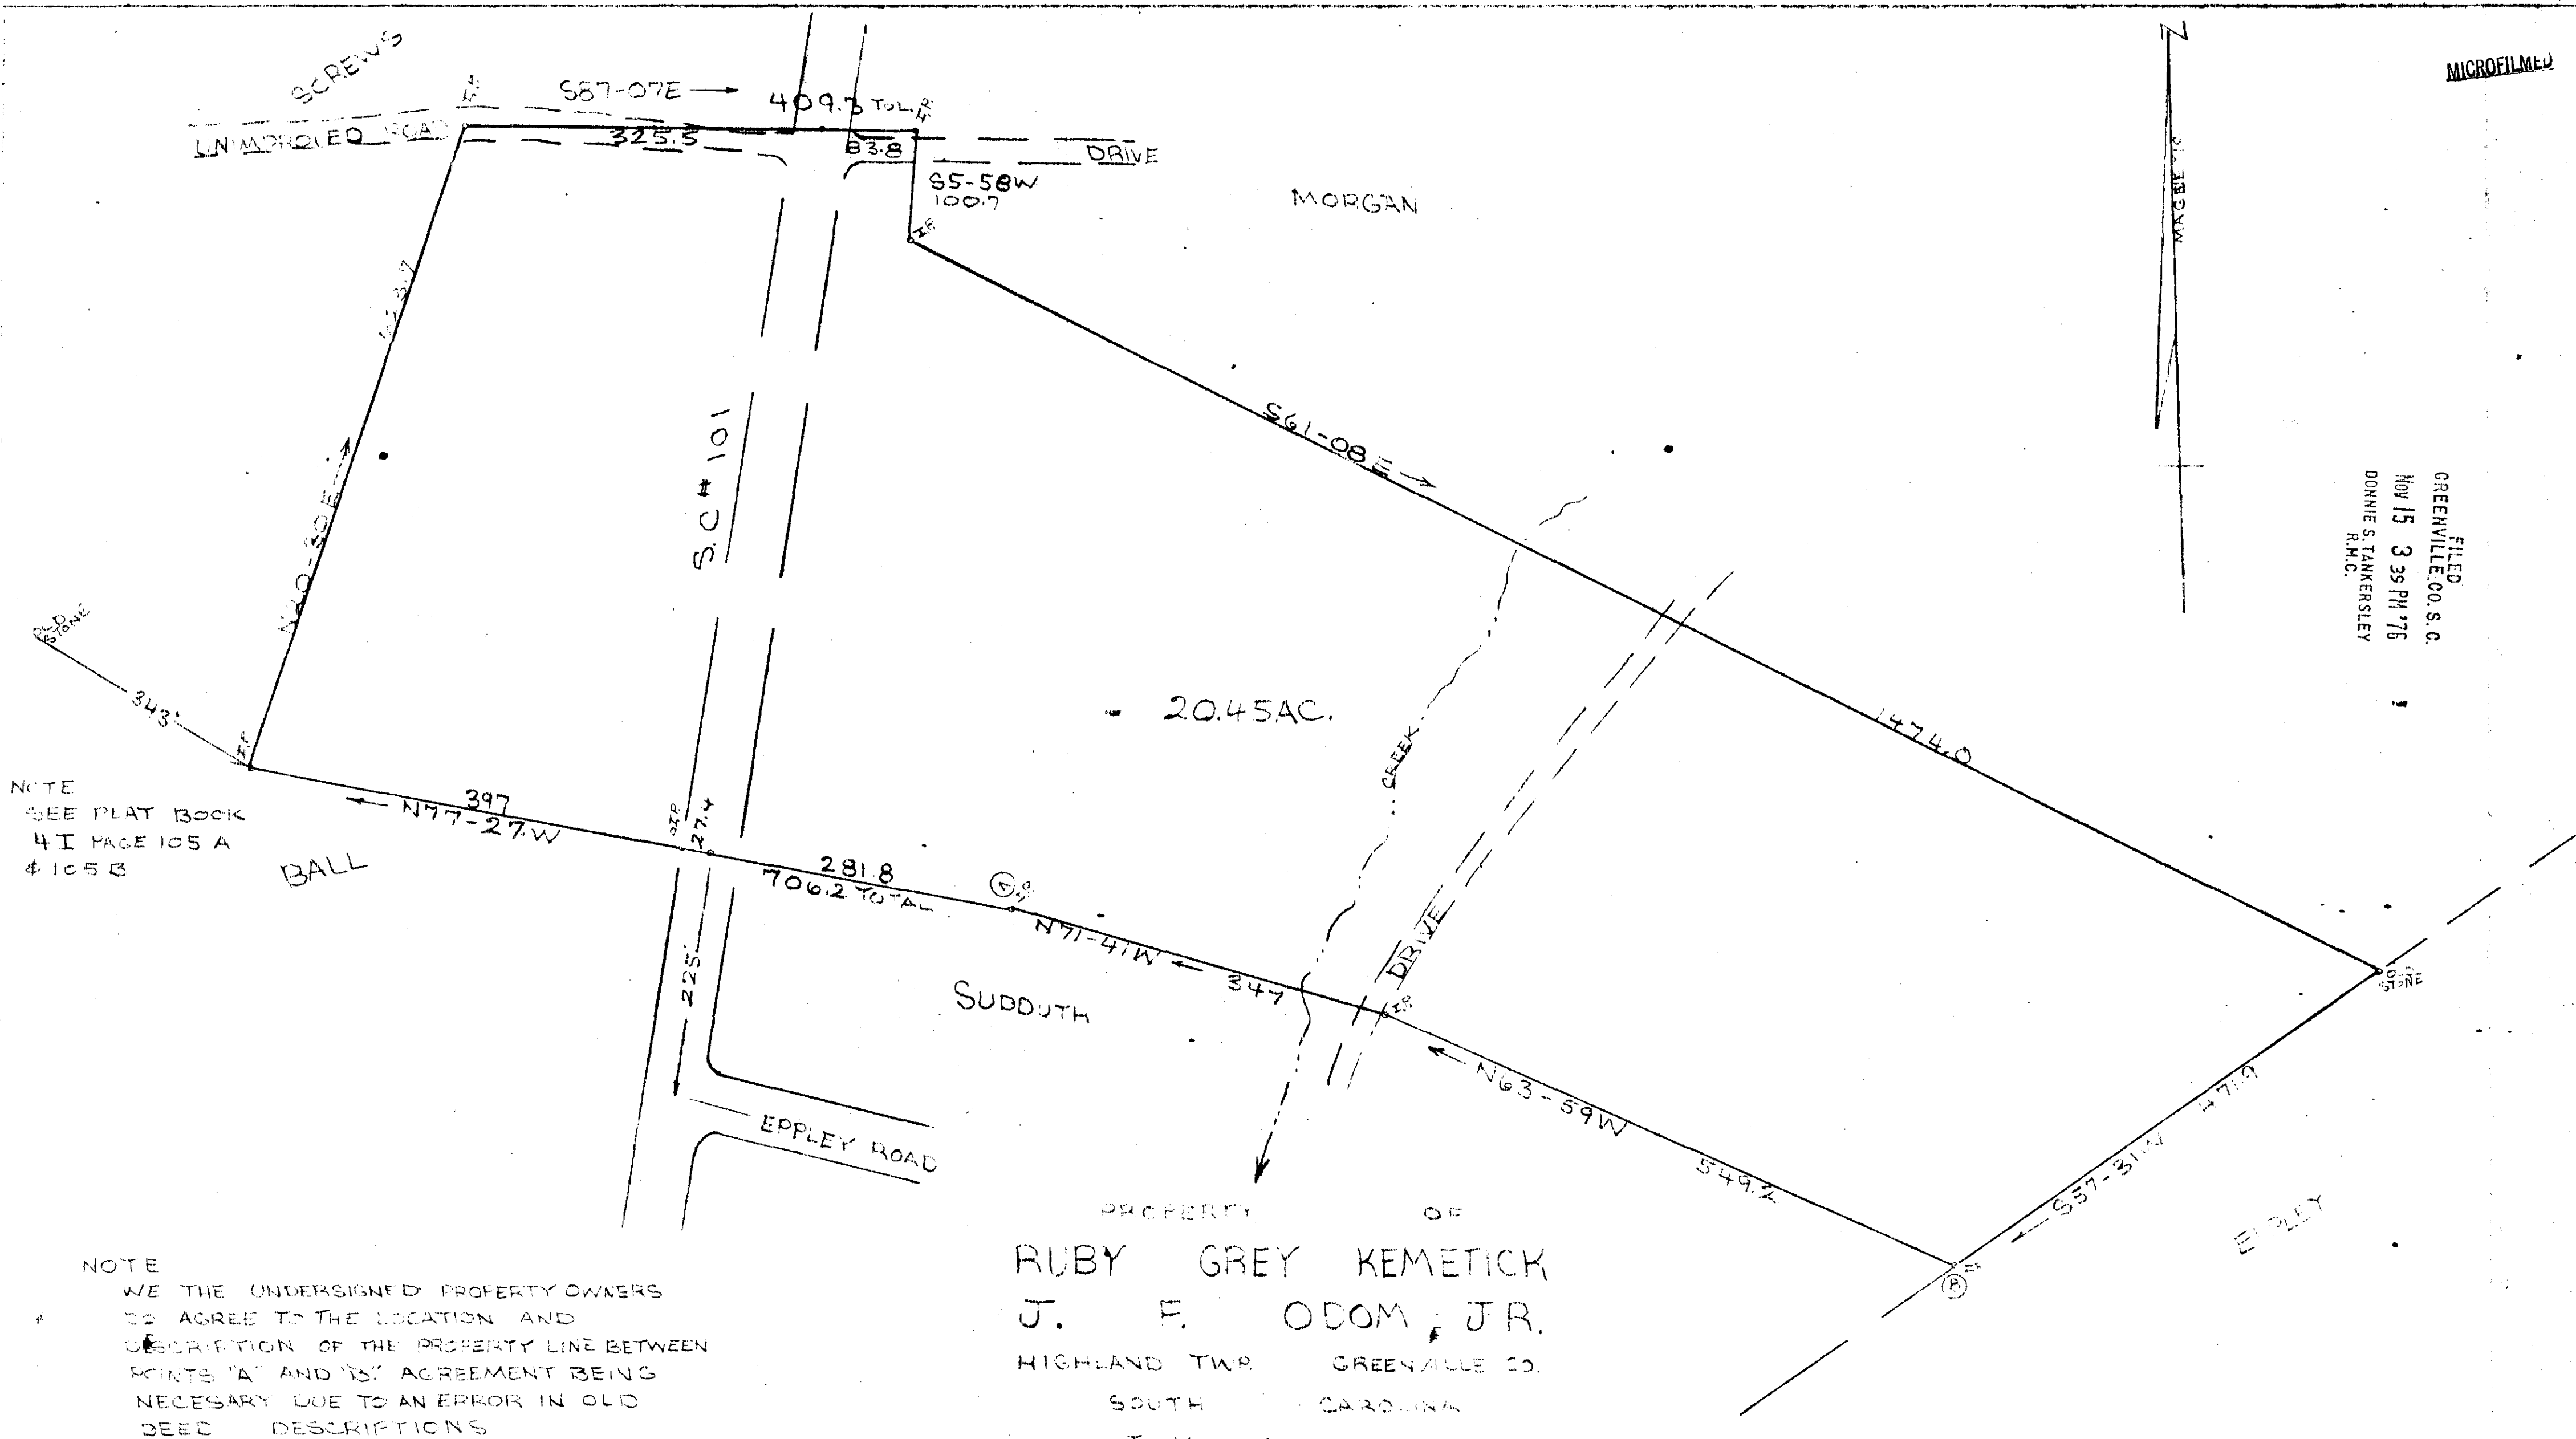 MICROFILMED
SCREWS
S87-07E
409.3 TOL.
I.P.
UNIMPROVED ROAD
325.5
83.8
DRIVE
S5-58W
100.7
I.P.
MORGAN
FILED
GREENVILLE CO. S. C.
NOV 15 3 39 PM '76
DONNIE S. TANKERSLEY
R.M.C.
N20-30E
S.C # 101
S61-08E
1474.0
OLD
STONE
343'
I.P.
20.45AC.
CREEK
DRIVE
NOTE
SEE PLAT BOOK
4 I PAGE 105 A
& 105 B
397
N77-27.W
I.P.
27.4
BALL
281.8
706.2 TOTAL
A
N71-41W
347
I.P.
SUDDUTH
225'
EPPLEY ROAD
OLD
STONE
N63-59W
549.2
471.9
S57-31W
B
EPPLEY
PROPERTY OF
RUBY GREY KEMETICK
J. F. ODOM, JR.
HIGHLAND TWP. GREENVILLE CO.
SOUTH CAROLINA
NOTE
WE THE UNDERSIGNED PROPERTY OWNERS
DO AGREE TO THE LOCATION AND
DESCRIPTION OF THE PROPERTY LINE BETWEEN
POINTS "A" AND "B". AGREEMENT BEING
NECESARY DUE TO AN ERROR IN OLD
DEED DESCRIPTIONS